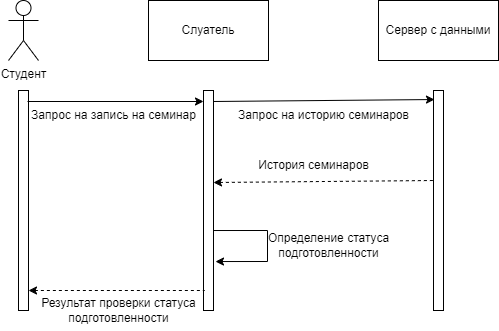 Слуатель
Сервер с данными
Студент
Запрос на запись на семинар
Запрос на историю семинаров
История семинаров
Определение статуса
подготовленности
Результат проверки статуса
подготовленности